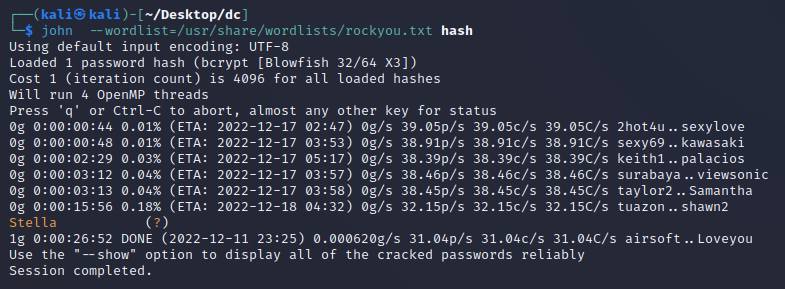 ┌──(kali㉿kali)-[~/Desktop/dc]
└─$ john  --wordlist=/usr/share/wordlists/rockyou.txt hash
Using default input encoding: UTF-8
Loaded 1 password hash (bcrypt [Blowfish 32/64 X3])
Cost 1 (iteration count) is 4096 for all loaded hashes
Will run 4 OpenMP threads
Press 'q' or Ctrl-C to abort, almost any other key for status
0g 0:00:00:44 0.01% (ETA: 2022-12-17 02:47) 0g/s 39.05p/s 39.05c/s 39.05C/s 2hot4u..sexylove
0g 0:00:00:48 0.01% (ETA: 2022-12-17 03:53) 0g/s 38.91p/s 38.91c/s 38.91C/s sexy69..kawasaki
0g 0:00:02:29 0.03% (ETA: 2022-12-17 05:17) 0g/s 38.39p/s 38.39c/s 38.39C/s keith1..palacios
0g 0:00:03:12 0.04% (ETA: 2022-12-17 03:57) 0g/s 38.46p/s 38.46c/s 38.46C/s surabaya..viewsonic
0g 0:00:03:13 0.04% (ETA: 2022-12-17 03:58) 0g/s 38.45p/s 38.45c/s 38.45C/s taylor2..Samantha
0g 0:00:15:56 0.18% (ETA: 2022-12-18 04:32) 0g/s 32.15p/s 32.15c/s 32.15C/s tuazon..shawn2
Stella           (?)
1g 0:00:26:52 DONE (2022-12-11 23:25) 0.000620g/s 31.04p/s 31.04c/s 31.04C/s airsoft..Loveyou
Use the "--show" option to display all of the cracked passwords reliably
Session completed.